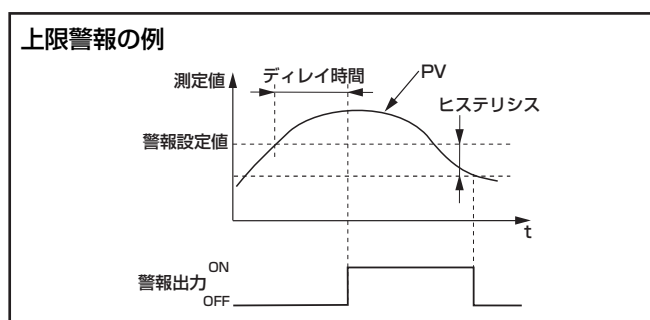 上限警報の例
測定値
ディレイ時間
PV
ヒステリシス
警報設定値
t
警報出力
ON
OFF